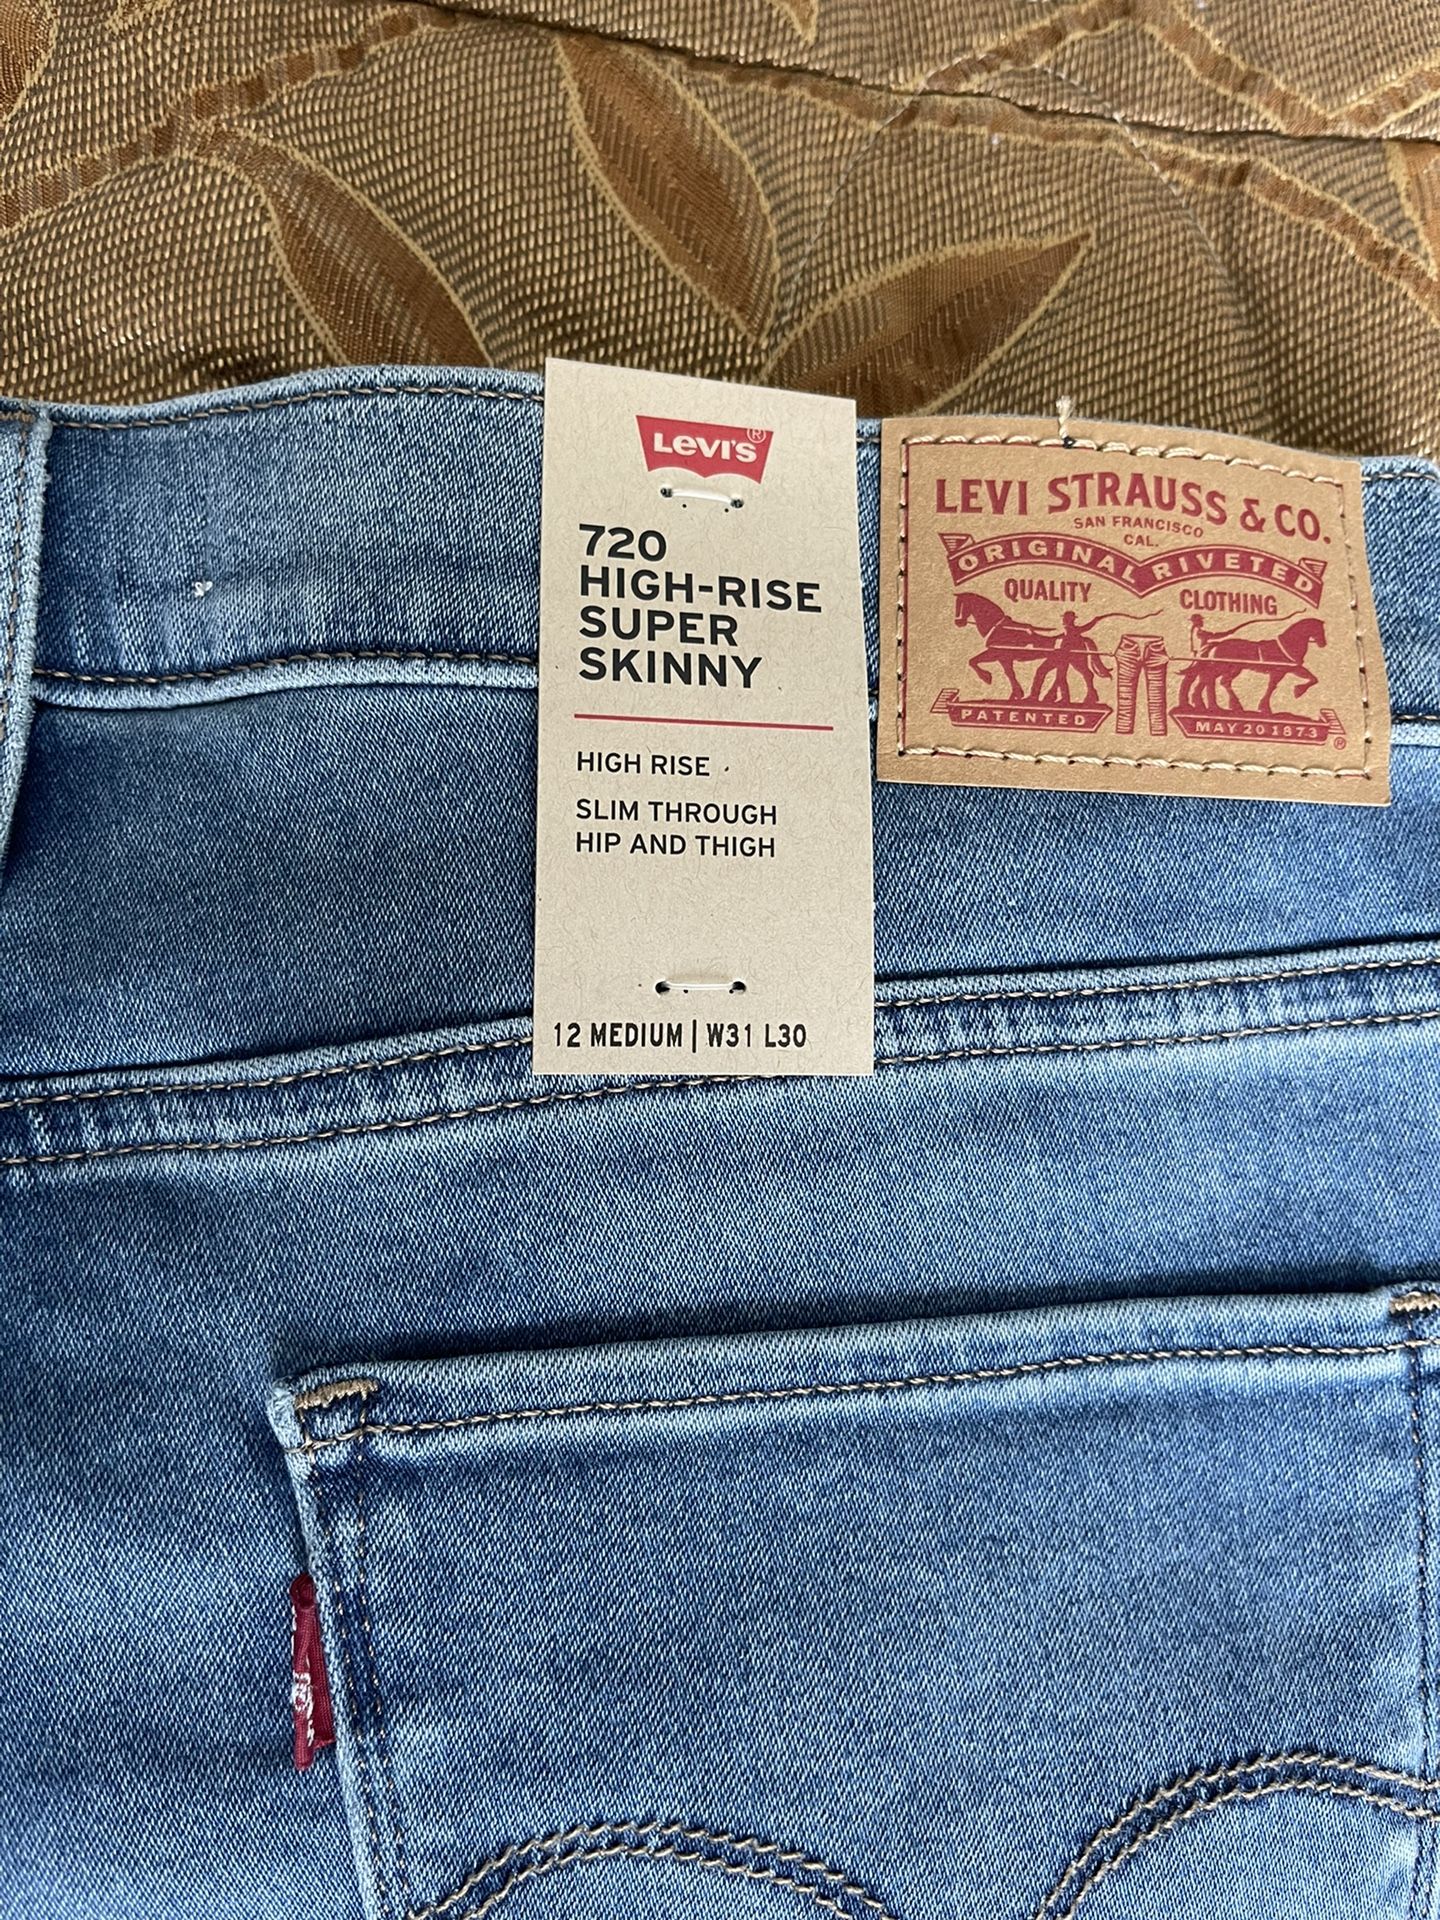 Levi's®
720
HIGH-RISE
SUPER
SKINNY
HIGH RISE
SLIM THROUGH
HIP AND THIGH
12 MEDIUM | W31 L30
LEVI STRAUSS & CO.
SAN FRANCISCO
CAL.
ORIGINAL RIVETED
QUALITY CLOTHING
PATENTED MAY 20 1873 ®